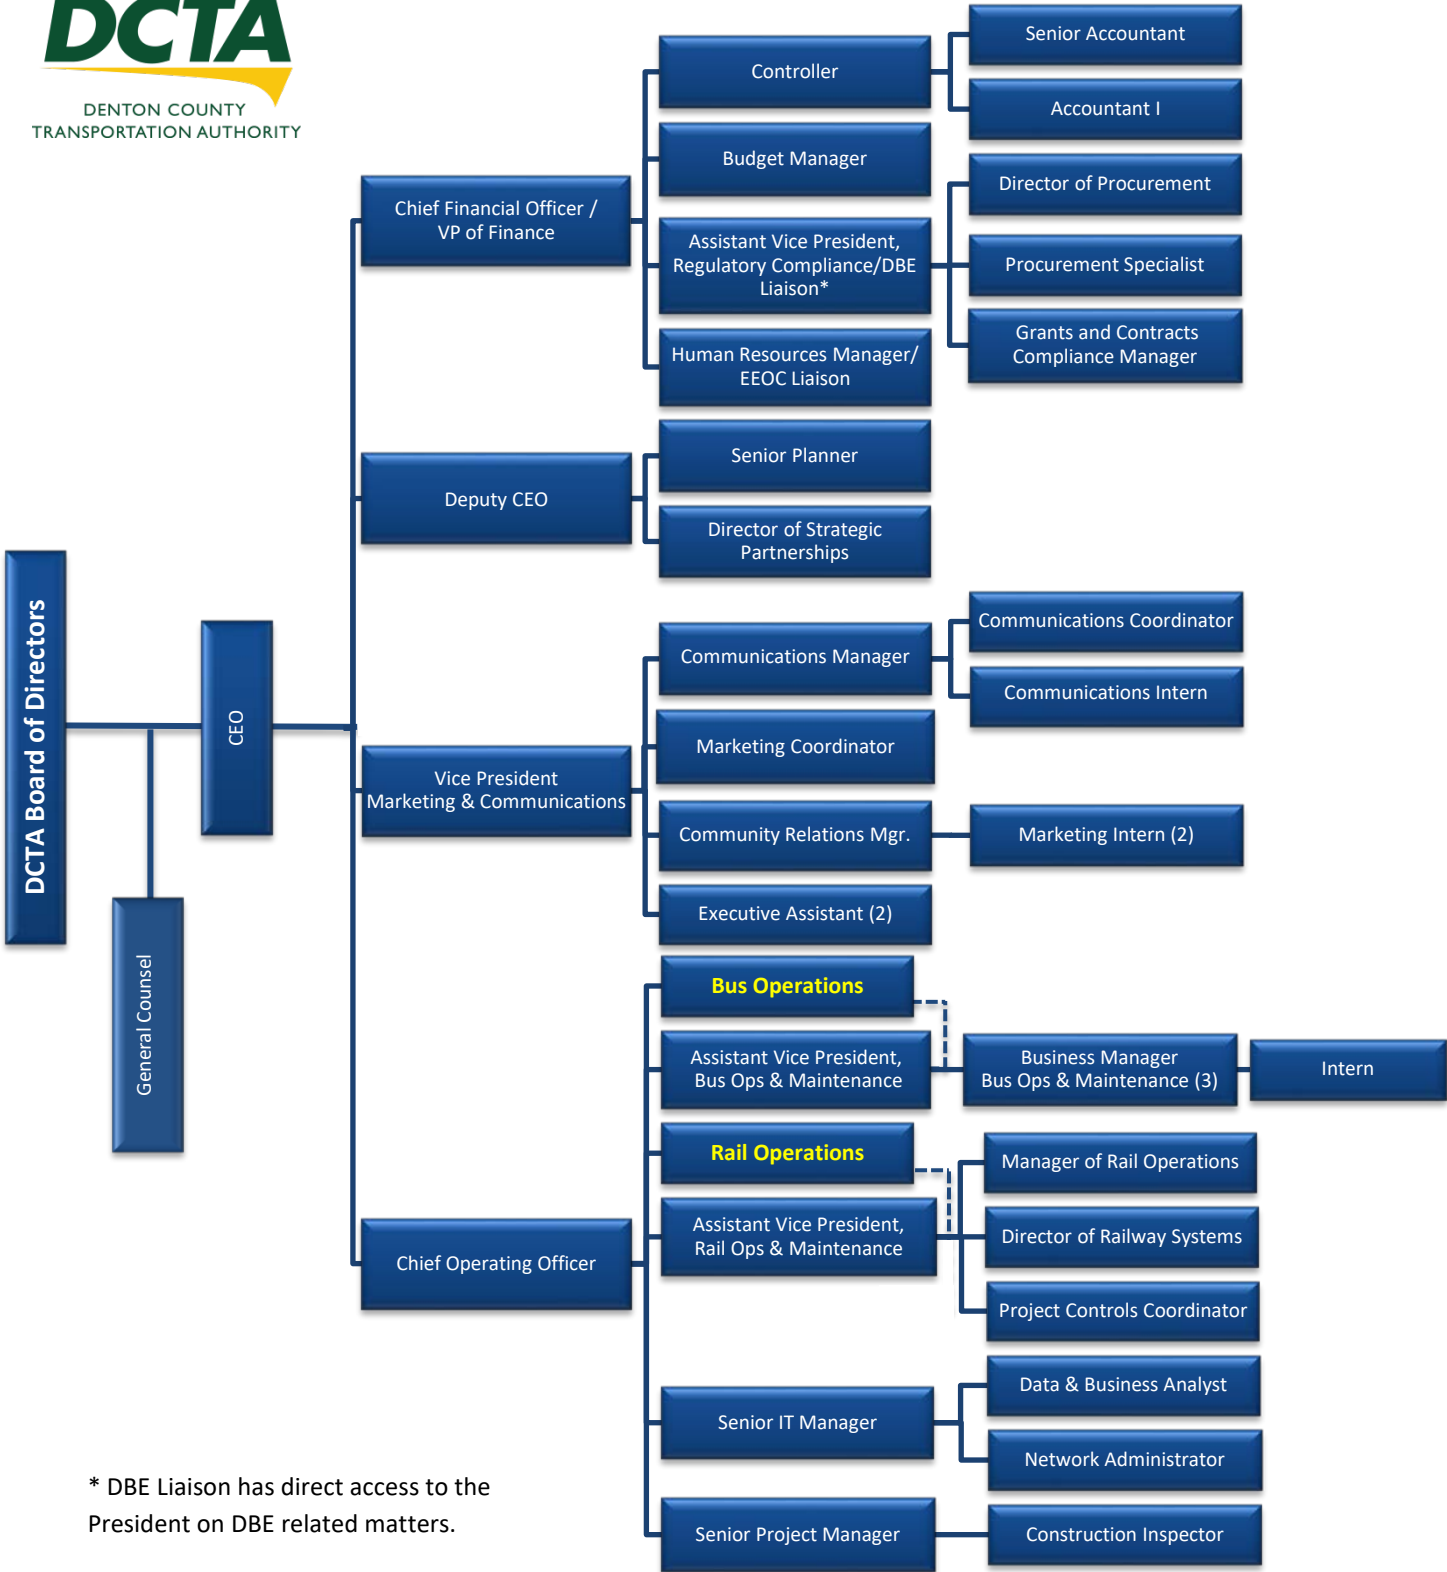 DCTA
DENTON COUNTY
TRANSPORTATION AUTHORITY
DCTA Board of Directors
General Counsel
CEO
Chief Financial Officer /
VP of Finance
Controller
Senior Accountant
Accountant I
Budget Manager
Assistant Vice President,
Regulatory Compliance/DBE
Liaison*
Director of Procurement
Procurement Specialist
Grants and Contracts
Compliance Manager
Human Resources Manager/
EEOC Liaison
Deputy CEO
Senior Planner
Director of Strategic
Partnerships
Vice President
Marketing & Communications
Communications Manager
Communications Coordinator
Communications Intern
Marketing Coordinator
Community Relations Mgr.
Marketing Intern (2)
Executive Assistant (2)
Chief Operating Officer
Bus Operations
Assistant Vice President,
Bus Ops & Maintenance
Business Manager
Bus Ops & Maintenance (3)
Intern
Rail Operations
Assistant Vice President,
Rail Ops & Maintenance
Manager of Rail Operations
Director of Railway Systems
Project Controls Coordinator
Senior IT Manager
Data & Business Analyst
Network Administrator
Senior Project Manager
Construction Inspector
* DBE Liaison has direct access to the
President on DBE related matters.